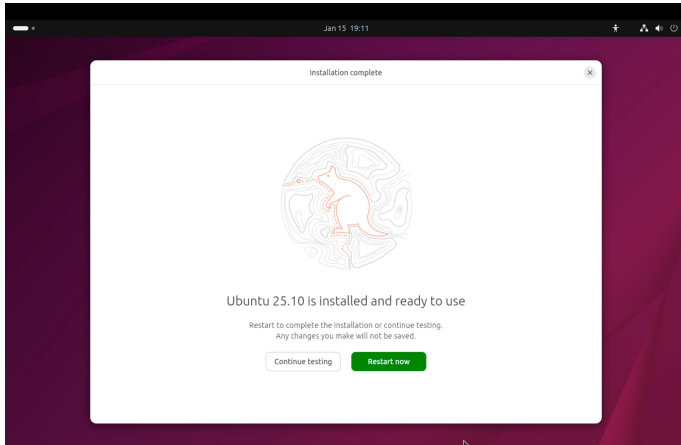 Jan 15 19:11
Installation complete
Ubuntu 25.10 is installed and ready to use
Restart to complete the installation or continue testing.
Any changes you make will not be saved.
Continue testing
Restart now